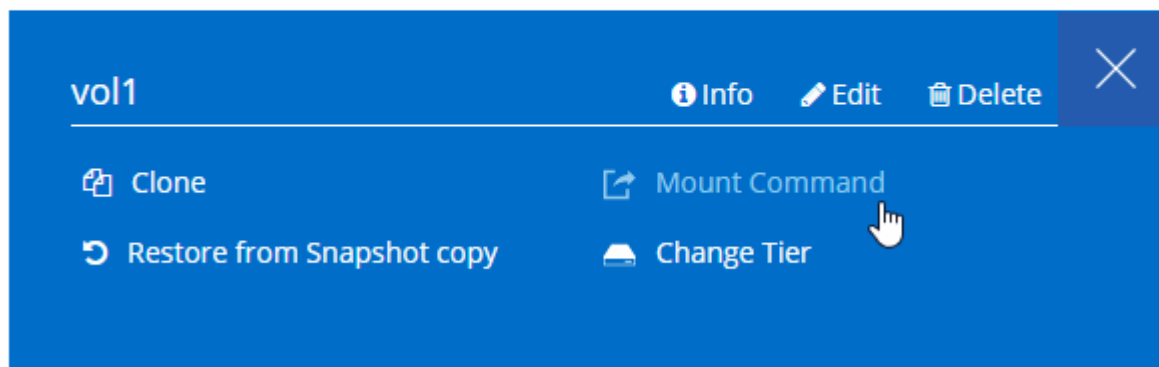 vol1
Info Edit Delete
Clone
Mount Command
Restore from Snapshot copy
Change Tier